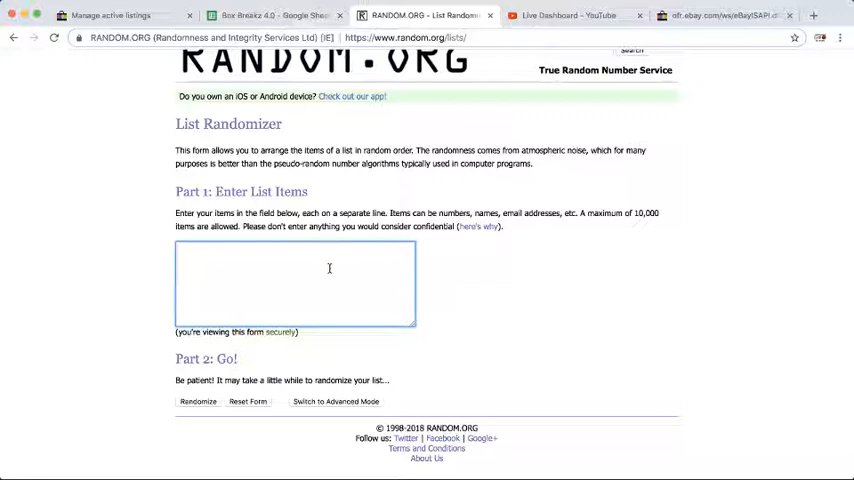 Manage active listings
Box Breakz 4.0 - Google Shee
RANDOM.ORG - List Randomi
Live Dashboard - YouTube
ofr.ebay.com/ws/eBayISAPI.d
RANDOM.ORG (Randomness and Integrity Services Ltd) [IE] | https://www.random.org/lists/
RANDOM.ORG
Search
True Random Number Service
Do you own an iOS or Android device? Check out our app!
List Randomizer
This form allows you to arrange the items of a list in random order. The randomness comes from atmospheric noise, which for many
purposes is better than the pseudo-random number algorithms typically used in computer programs.
Part 1: Enter List Items
Enter your items in the field below, each on a separate line. Items can be numbers, names, email addresses, etc. A maximum of 10,000
items are allowed. Please don't enter anything you would consider confidential (here's why).
(you're viewing this form securely)
Part 2: Go!
Be patient! It may take a little while to randomize your list...
Randomize
Reset Form
Switch to Advanced Mode
© 1998-2018 RANDOM.ORG
Follow us: Twitter | Facebook | Google+
Terms and Conditions
About Us